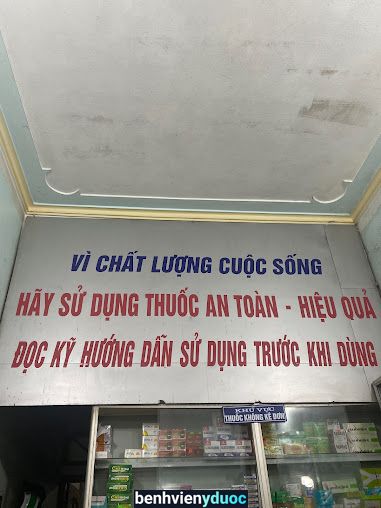 VÌ CHẤT LƯỢNG CUỘC SỐNG
HÃY SỬ DỤNG THUỐC AN TOÀN - HIỆU QUẢ
ĐỌC KỸ HƯỚNG DẪN SỬ DỤNG TRƯỚC KHI DÙNG
KHU VỰC
THUỐC KHÔNG KÊ ĐƠN
benhvienyduoc